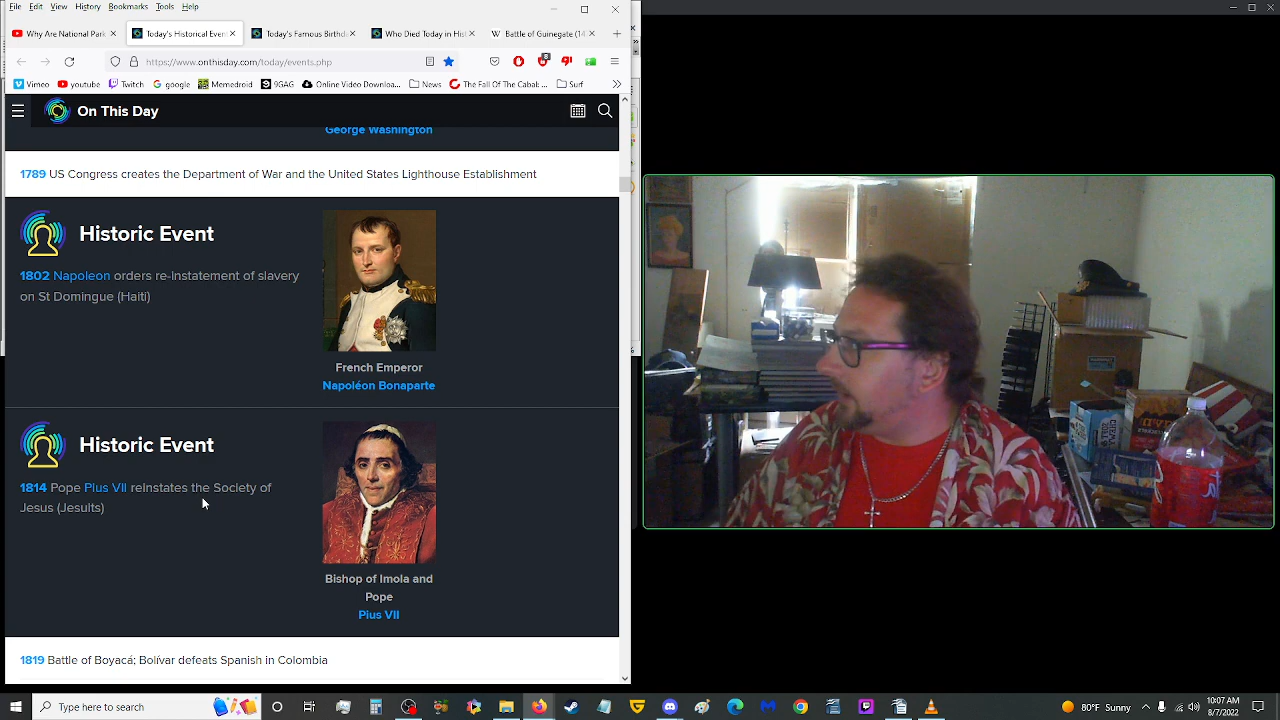 File Edit View History Bookmarks Tools Help
Why Are National Park
Today's Historical Event
Today's Famous Birthda
Who Died Today in His
Battle of Guinegate (14
https://www.onthisday.com/today/events.php
Vimeo youtube Twitch google Memedroid 9GAG Online Video Downloa... News The Fall Of The Cabal ... Surf
On This Day
George Washington
1789 US Congress creates the Department of War and the United States Lighthouse Establishment
Historic Event
1802 Napoleon orders re-instatement of slavery
on St Domingue (Haiti)
French Emperor
Napoléon Bonaparte
Historic Event
1814 Pope Pius VII reinstates the Society of
Jesus (Jesuits)
Bishop of Imola and
Pope
Pius VII
1819 Battle of Boyacá; Bolívar defeats Spanish in Colombia
Type here to search
80°F Sunny
10:07 AM
8/7/2022